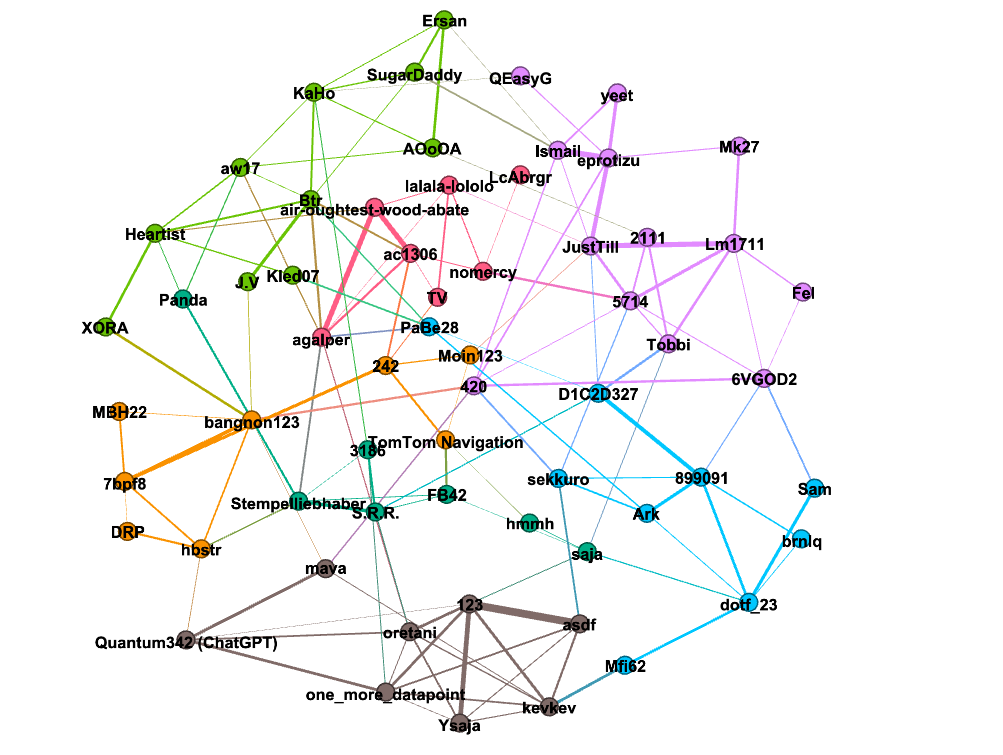 Ersan
SugarDaddy
QEasyG
KaHo
yeet
AOoOA
Ismail
eprotizu
Mk27
aw17
LcAbrgr
lalala-lololo
Btr
air-oughtest-wood-abate
Heartist
JustTill
2111
Lm1711
ac1306
nomercy
J.V
Kled07
TV
Panda
5714
Fel
XORA
PaBe28
agalper
Tobbi
Moin123
242
420
6VGOD2
D1C2D327
MBH22
bangnon123
3186
TomTom Navigation
7bpf8
sekkuro
899091
Sam
Stempelliebhaber
FB42
S.R.R.
Ark
hmmh
DRP
hbstr
brnlq
saja
mava
123
dotf_23
asdf
oretani
Quantum342 (ChatGPT)
Mfi62
one_more_datapoint
kevkev
Ysaja